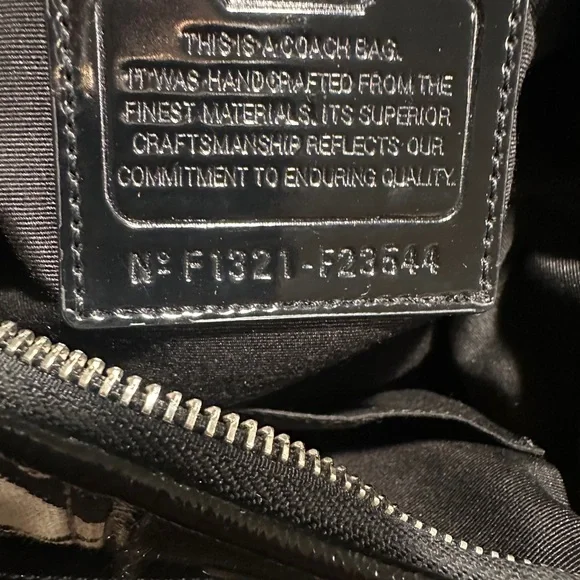 THIS IS A COACH BAG.
IT WAS HANDCRAFTED FROM THE
FINEST MATERIALS. ITS SUPERIOR
CRAFTSMANSHIP REFLECTS OUR
COMMITMENT TO ENDURING QUALITY.
Nº F1321-F23644